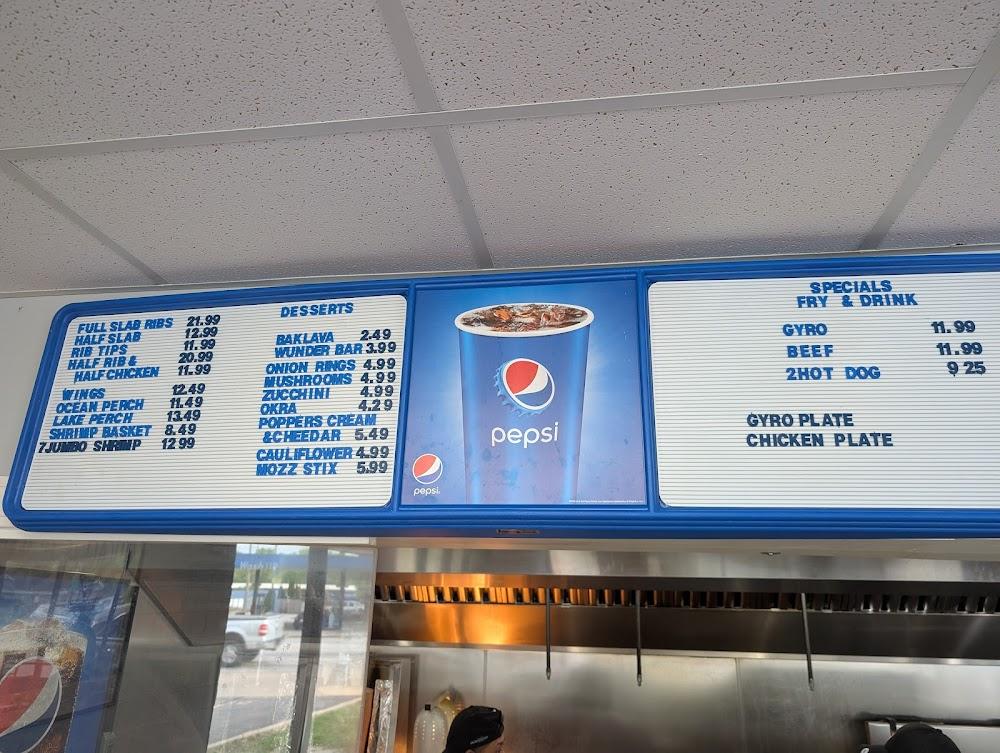 FULL SLAB RIBS 21.99
HALF SLAB 12.99
RIB TIPS 11.99
HALF RIB & 20.99
HALF CHICKEN 11.99
WINGS 12.49
OCEAN PERCH 11.49
LAKE PERCH 13.49
SHRIMP BASKET 8.49
7JUMBO SHRIMP 12 99
DESSERTS
BAKLAVA 2.49
WUNDER BAR 3.99
ONION RINGS 4.99
MUSHROOMS 4.99
ZUCCHINI 4.99
OKRA 4.29
POPPERS CREAM
&CHEEDAR 5.49
CAULIFLOWER 4.99
MOZZ STIX 5.99
pepsi
pepsi.
SPECIALS
FRY & DRINK
GYRO 11.99
BEEF 11.99
2HOT DOG 9 25
GYRO PLATE
CHICKEN PLATE